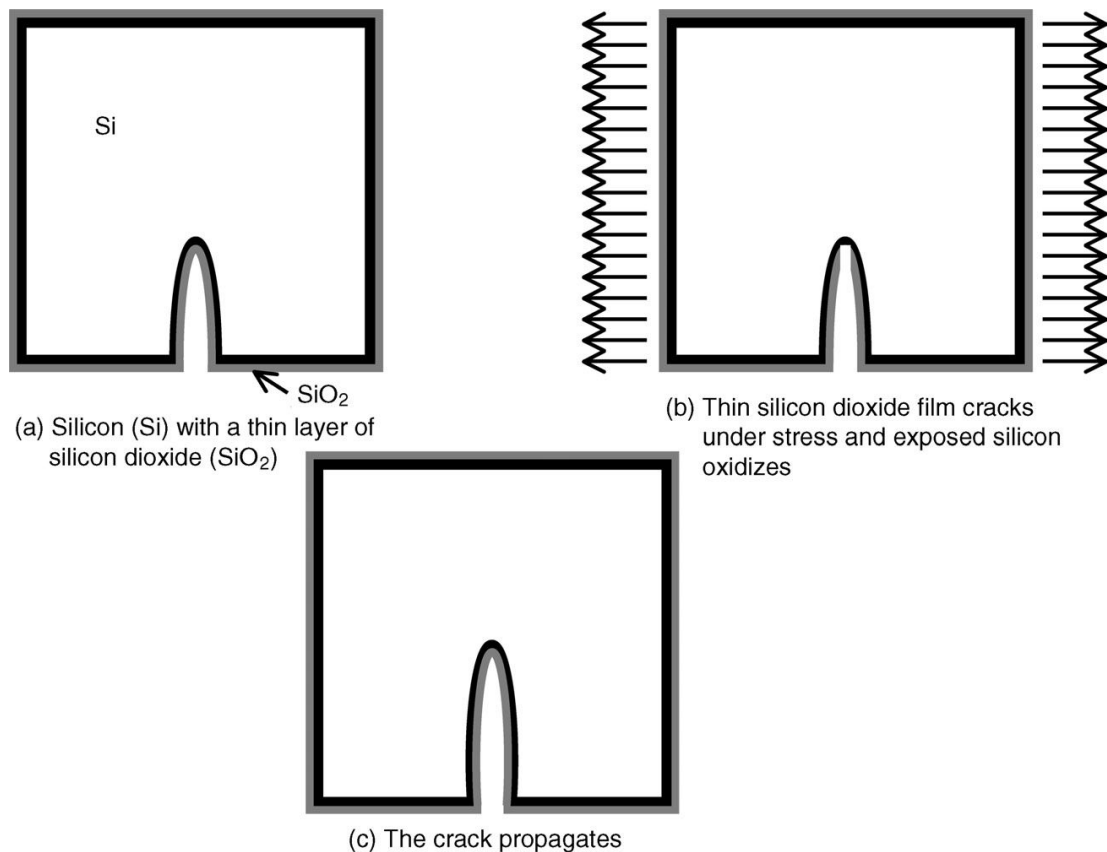 Si
SiO₂
(a) Silicon (Si) with a thin layer of
silicon dioxide (SiO₂)
(b) Thin silicon dioxide film cracks
under stress and exposed silicon
oxidizes
(c) The crack propagates